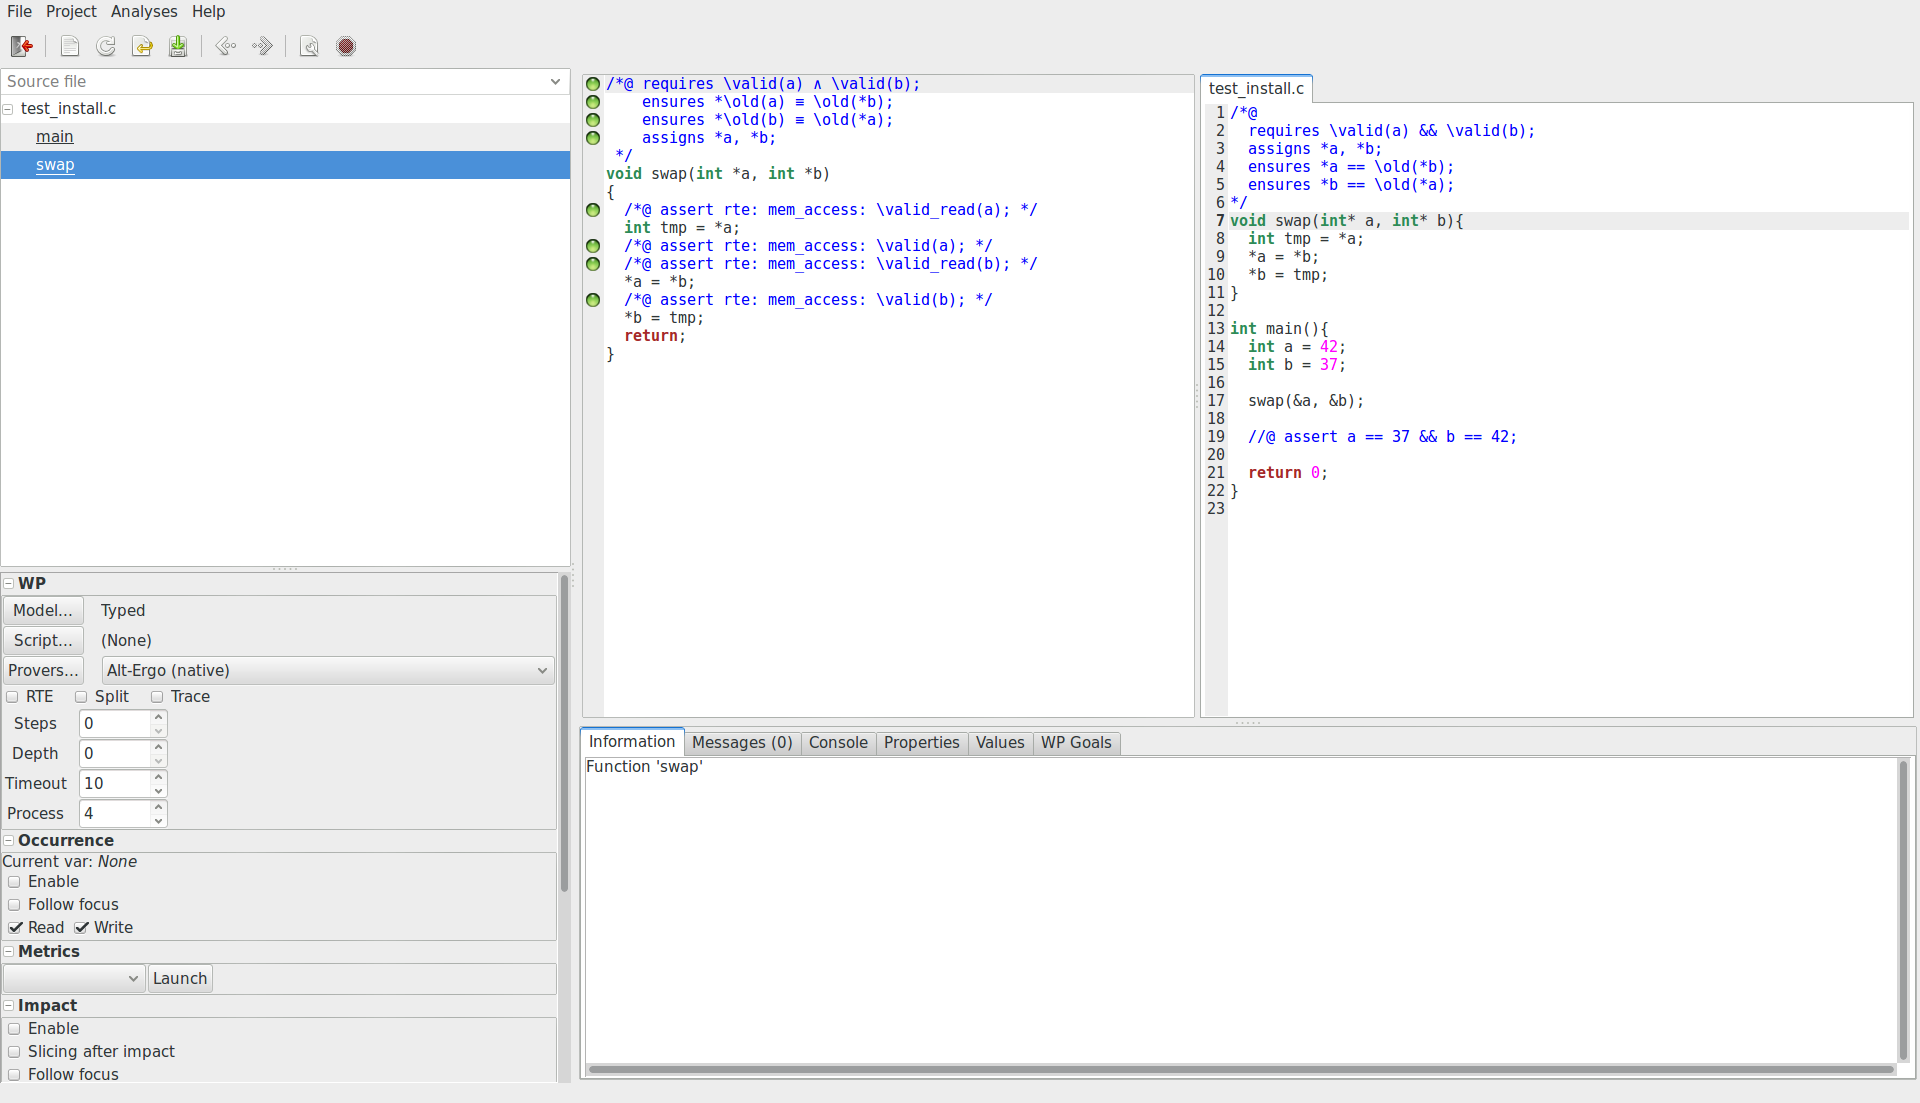 File Project Analyses Help
Source file
test_install.c
main
swap
WP
Model... Typed
Script... (None)
Provers... Alt-Ergo (native)
RTE Split Trace
Steps 0
Depth 0
Timeout 10
Process 4
Occurrence
Current var: None
Enable
Follow focus
Read Write
Metrics
Launch
Impact
Enable
Slicing after impact
Follow focus
/*@ requires \valid(a) ∧ \valid(b);
    ensures *\old(a) ≡ \old(*b);
    ensures *\old(b) ≡ \old(*a);
    assigns *a, *b;
 */
void swap(int *a, int *b)
{
  /*@ assert rte: mem_access: \valid_read(a); */
  int tmp = *a;
  /*@ assert rte: mem_access: \valid(a); */
  /*@ assert rte: mem_access: \valid_read(b); */
  *a = *b;
  /*@ assert rte: mem_access: \valid(b); */
  *b = tmp;
  return;
}
test_install.c
1 /*@
2   requires \valid(a) && \valid(b);
3   assigns *a, *b;
4   ensures *a == \old(*b);
5   ensures *b == \old(*a);
6 */
7 void swap(int* a, int* b){
8   int tmp = *a;
9   *a = *b;
10   *b = tmp;
11 }
12
13 int main(){
14   int a = 42;
15   int b = 37;
16
17   swap(&a, &b);
18
19   //@ assert a == 37 && b == 42;
20
21   return 0;
22 }
23
Information Messages (0) Console Properties Values WP Goals
Function 'swap'